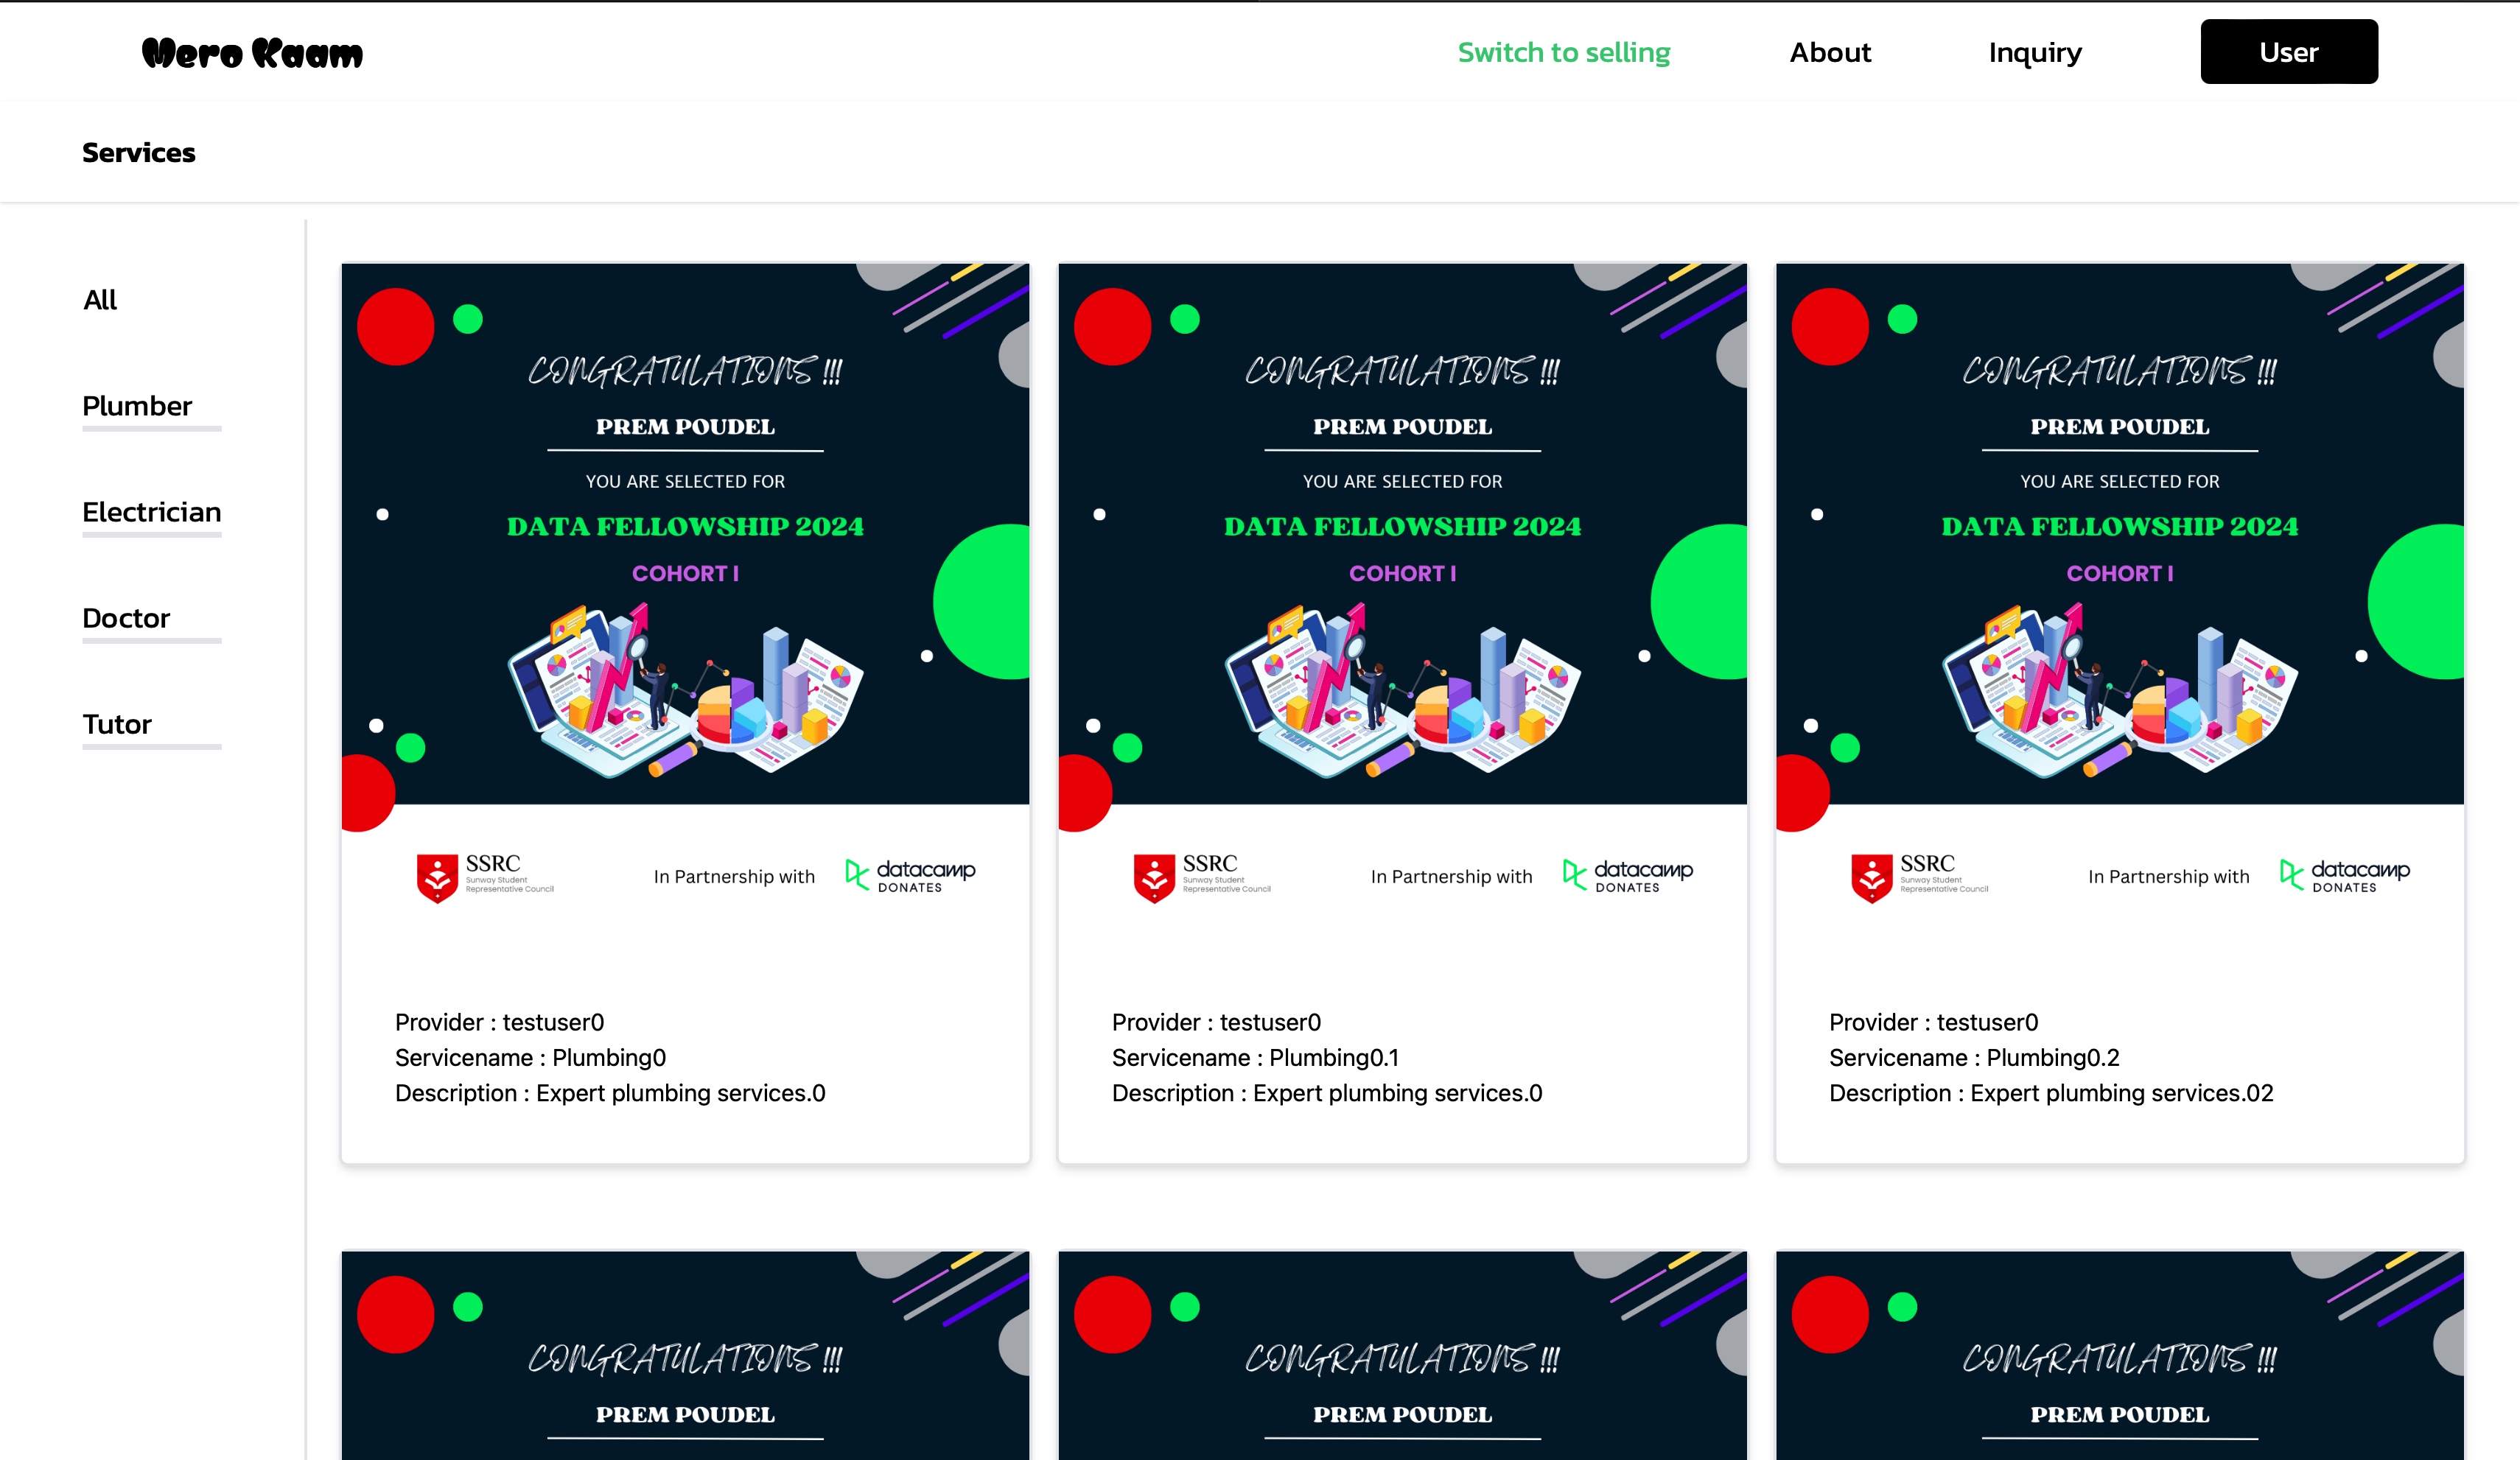 Mero Kaam
Switch to selling
About
Inquiry
User
Services
All
Plumber
Electrician
Doctor
Tutor
CONGRATULATIONS !!!
PREM POUDEL
YOU ARE SELECTED FOR
DATA FELLOWSHIP 2024
COHORT I
SSRC
Sunway Student
Representative Council
In Partnership with
datacamp
DONATES
Provider : testuser0
Servicename : Plumbing0
Description : Expert plumbing services.0
CONGRATULATIONS !!!
PREM POUDEL
YOU ARE SELECTED FOR
DATA FELLOWSHIP 2024
COHORT I
SSRC
Sunway Student
Representative Council
In Partnership with
datacamp
DONATES
Provider : testuser0
Servicename : Plumbing0.1
Description : Expert plumbing services.0
CONGRATULATIONS !!!
PREM POUDEL
YOU ARE SELECTED FOR
DATA FELLOWSHIP 2024
COHORT I
SSRC
Sunway Student
Representative Council
In Partnership with
datacamp
DONATES
Provider : testuser0
Servicename : Plumbing0.2
Description : Expert plumbing services.02
CONGRATULATIONS !!!
PREM POUDEL
CONGRATULATIONS !!!
PREM POUDEL
CONGRATULATIONS !!!
PREM POUDEL